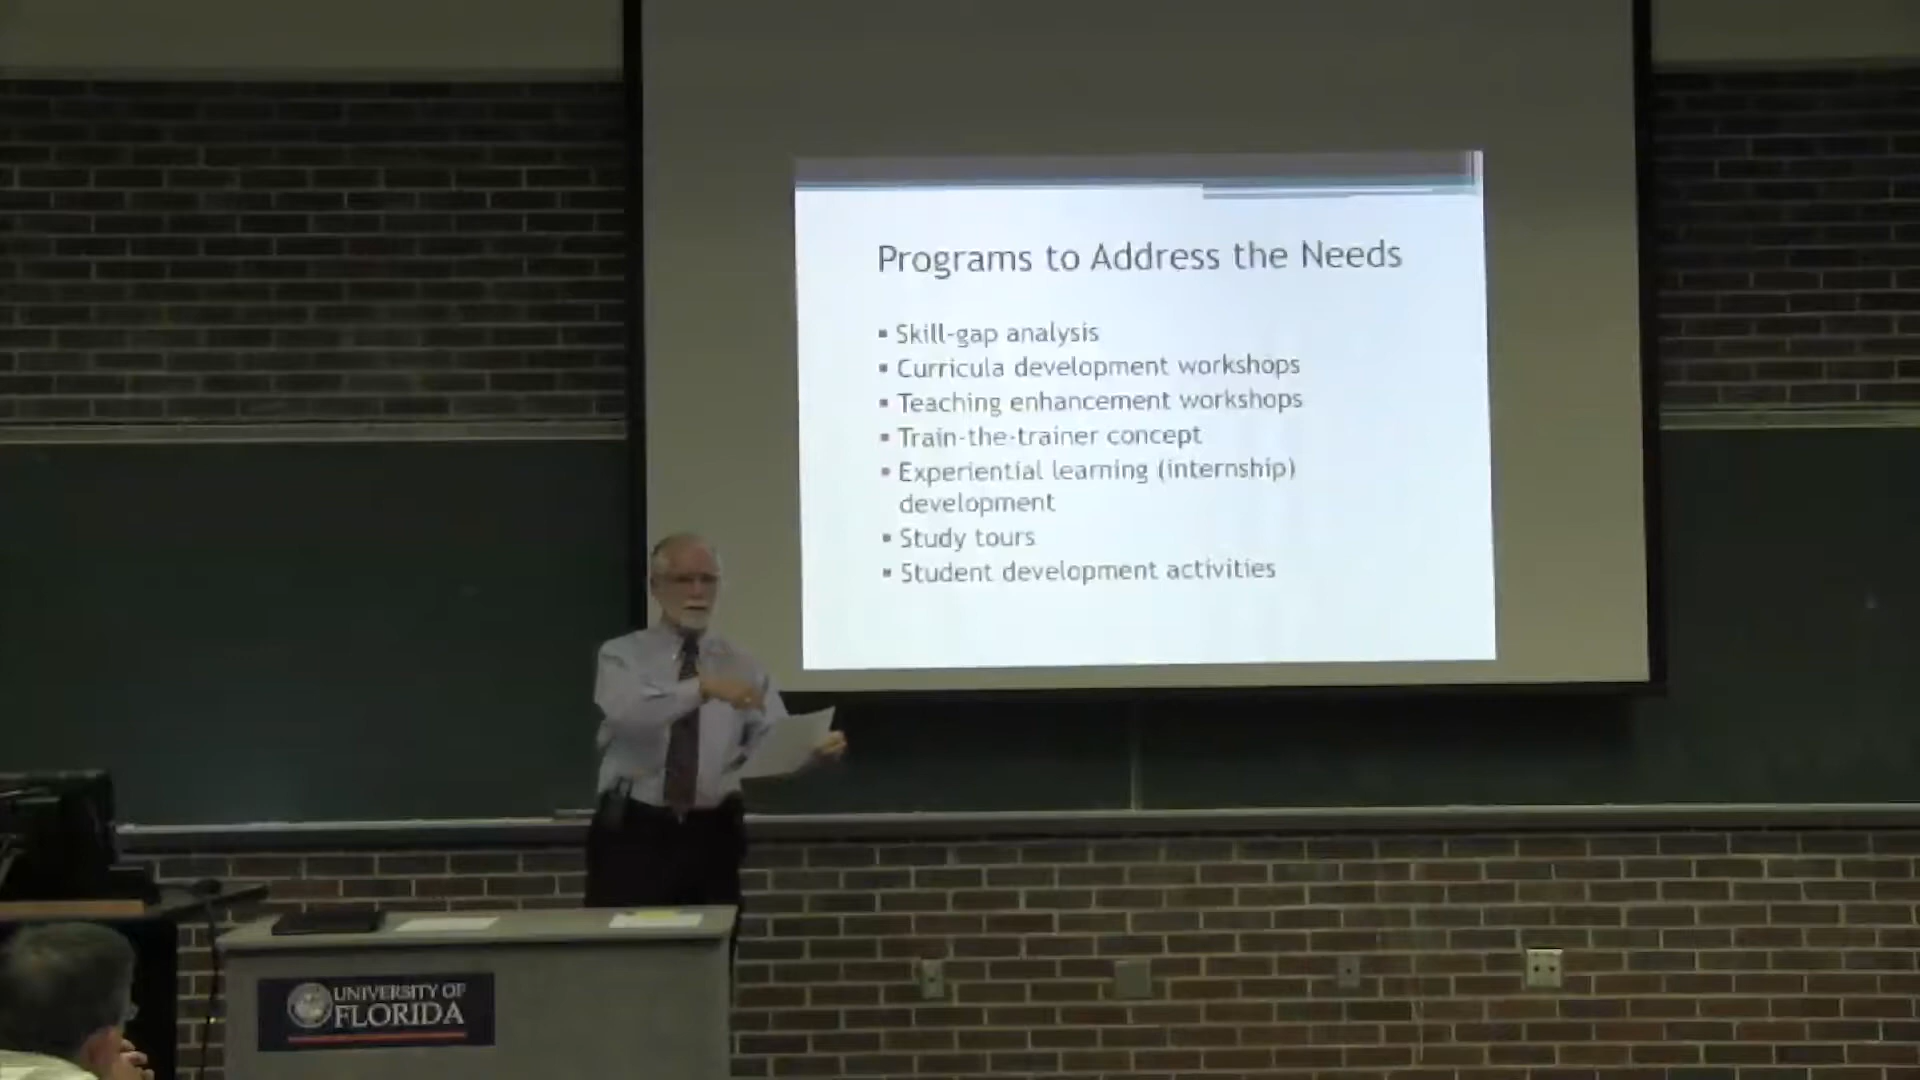 Programs to Address the Needs
▪ Skill-gap analysis
▪ Curricula development workshops
▪ Teaching enhancement workshops
▪ Train-the-trainer concept
▪ Experiential learning (internship)
development
▪ Study tours
▪ Student development activities
UNIVERSITY OF
FLORIDA